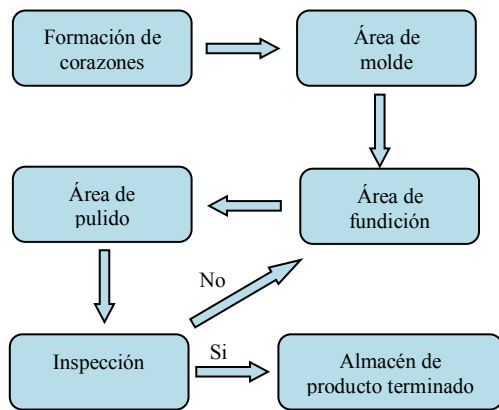 Formación de
corazones
Área de
molde
Área de
pulido
Área de
fundición
No
Inspección
Si
Almacén de
producto terminado